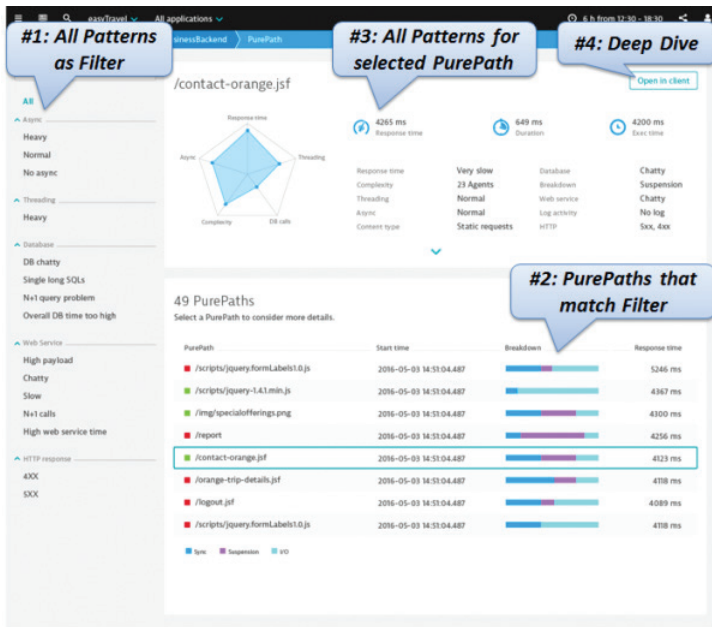 easyTravel
All applications
6 h from 12:30 - 18:30
#1: All Patterns
as Filter
#3: All Patterns for
selected PurePath
#4: Deep Dive
sinessBackend
PurePath
/contact-orange.jsf
Open in client
All
Async
Heavy
Normal
No async
Threading
Heavy
Database
DB chatty
Single long SQLs
N+1 query problem
Overall DB time too high
Web Service
High payload
Chatty
Slow
N+1 calls
High web service time
HTTP response
4XX
5XX
Response time
Async
Threading
Complexity
DB calls
4265 ms
Response time
649 ms
Duration
4200 ms
Exec time
Response time Very slow Database Chatty
Complexity 23 Agents Breakdown Suspension
Threading Normal Web service Chatty
Async Normal Log activity No log
Content type Static requests HTTP 5xx, 4xx
#2: PurePaths that
match Filter
49 PurePaths
Select a PurePath to consider more details.
PurePath Start time Breakdown Response time
/scripts/jquery.formLabels1.0.js 2016-05-03 14:51:04.487 5246 ms
/scripts/jquery-1.4.1.min.js 2016-05-03 14:51:04.487 4367 ms
/img/specialofferings.png 2016-05-03 14:51:04.487 4300 ms
/report 2016-05-03 14:51:04.487 4256 ms
/contact-orange.jsf 2016-05-03 14:51:04.487 4123 ms
/orange-trip-details.jsf 2016-05-03 14:51:04.487 4118 ms
/logout.jsf 2016-05-03 14:51:04.487 4089 ms
/scripts/jquery.formLabels1.0.js 2016-05-03 14:51:04.487 4118 ms
Sync Suspension I/O